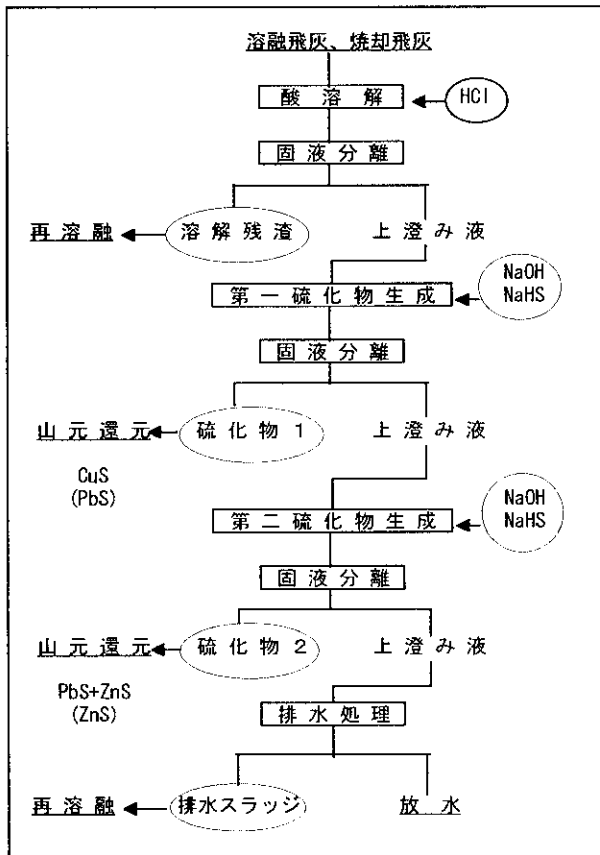 溶融飛灰、焼却飛灰
酸溶解
HCl
固液分離
再溶融
溶解残渣
上澄み液
第一硫化物生成
NaOH
NaHS
固液分離
山元還元
硫化物1
上澄み液
CuS
(PbS)
第二硫化物生成
NaOH
NaHS
固液分離
山元還元
硫化物2
上澄み液
PbS+ZnS
(ZnS)
排水処理
再溶融
排水スラッジ
放水